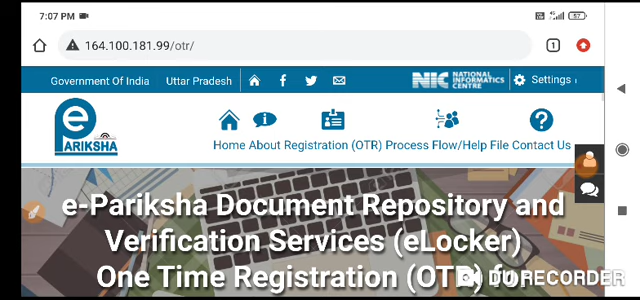 7:07 PM
57
164.100.181.99/otr/
1
Government Of India Uttar Pradesh
NIC NATIONAL INFORMATICS CENTRE
Settings
e
PARIKSHA
Home About Registration (OTR) Process Flow/Help File Contact Us
e-Pariksha Document Repository and
Verification Services (eLocker)
One Time Registration (OTR) for
DU RECORDER